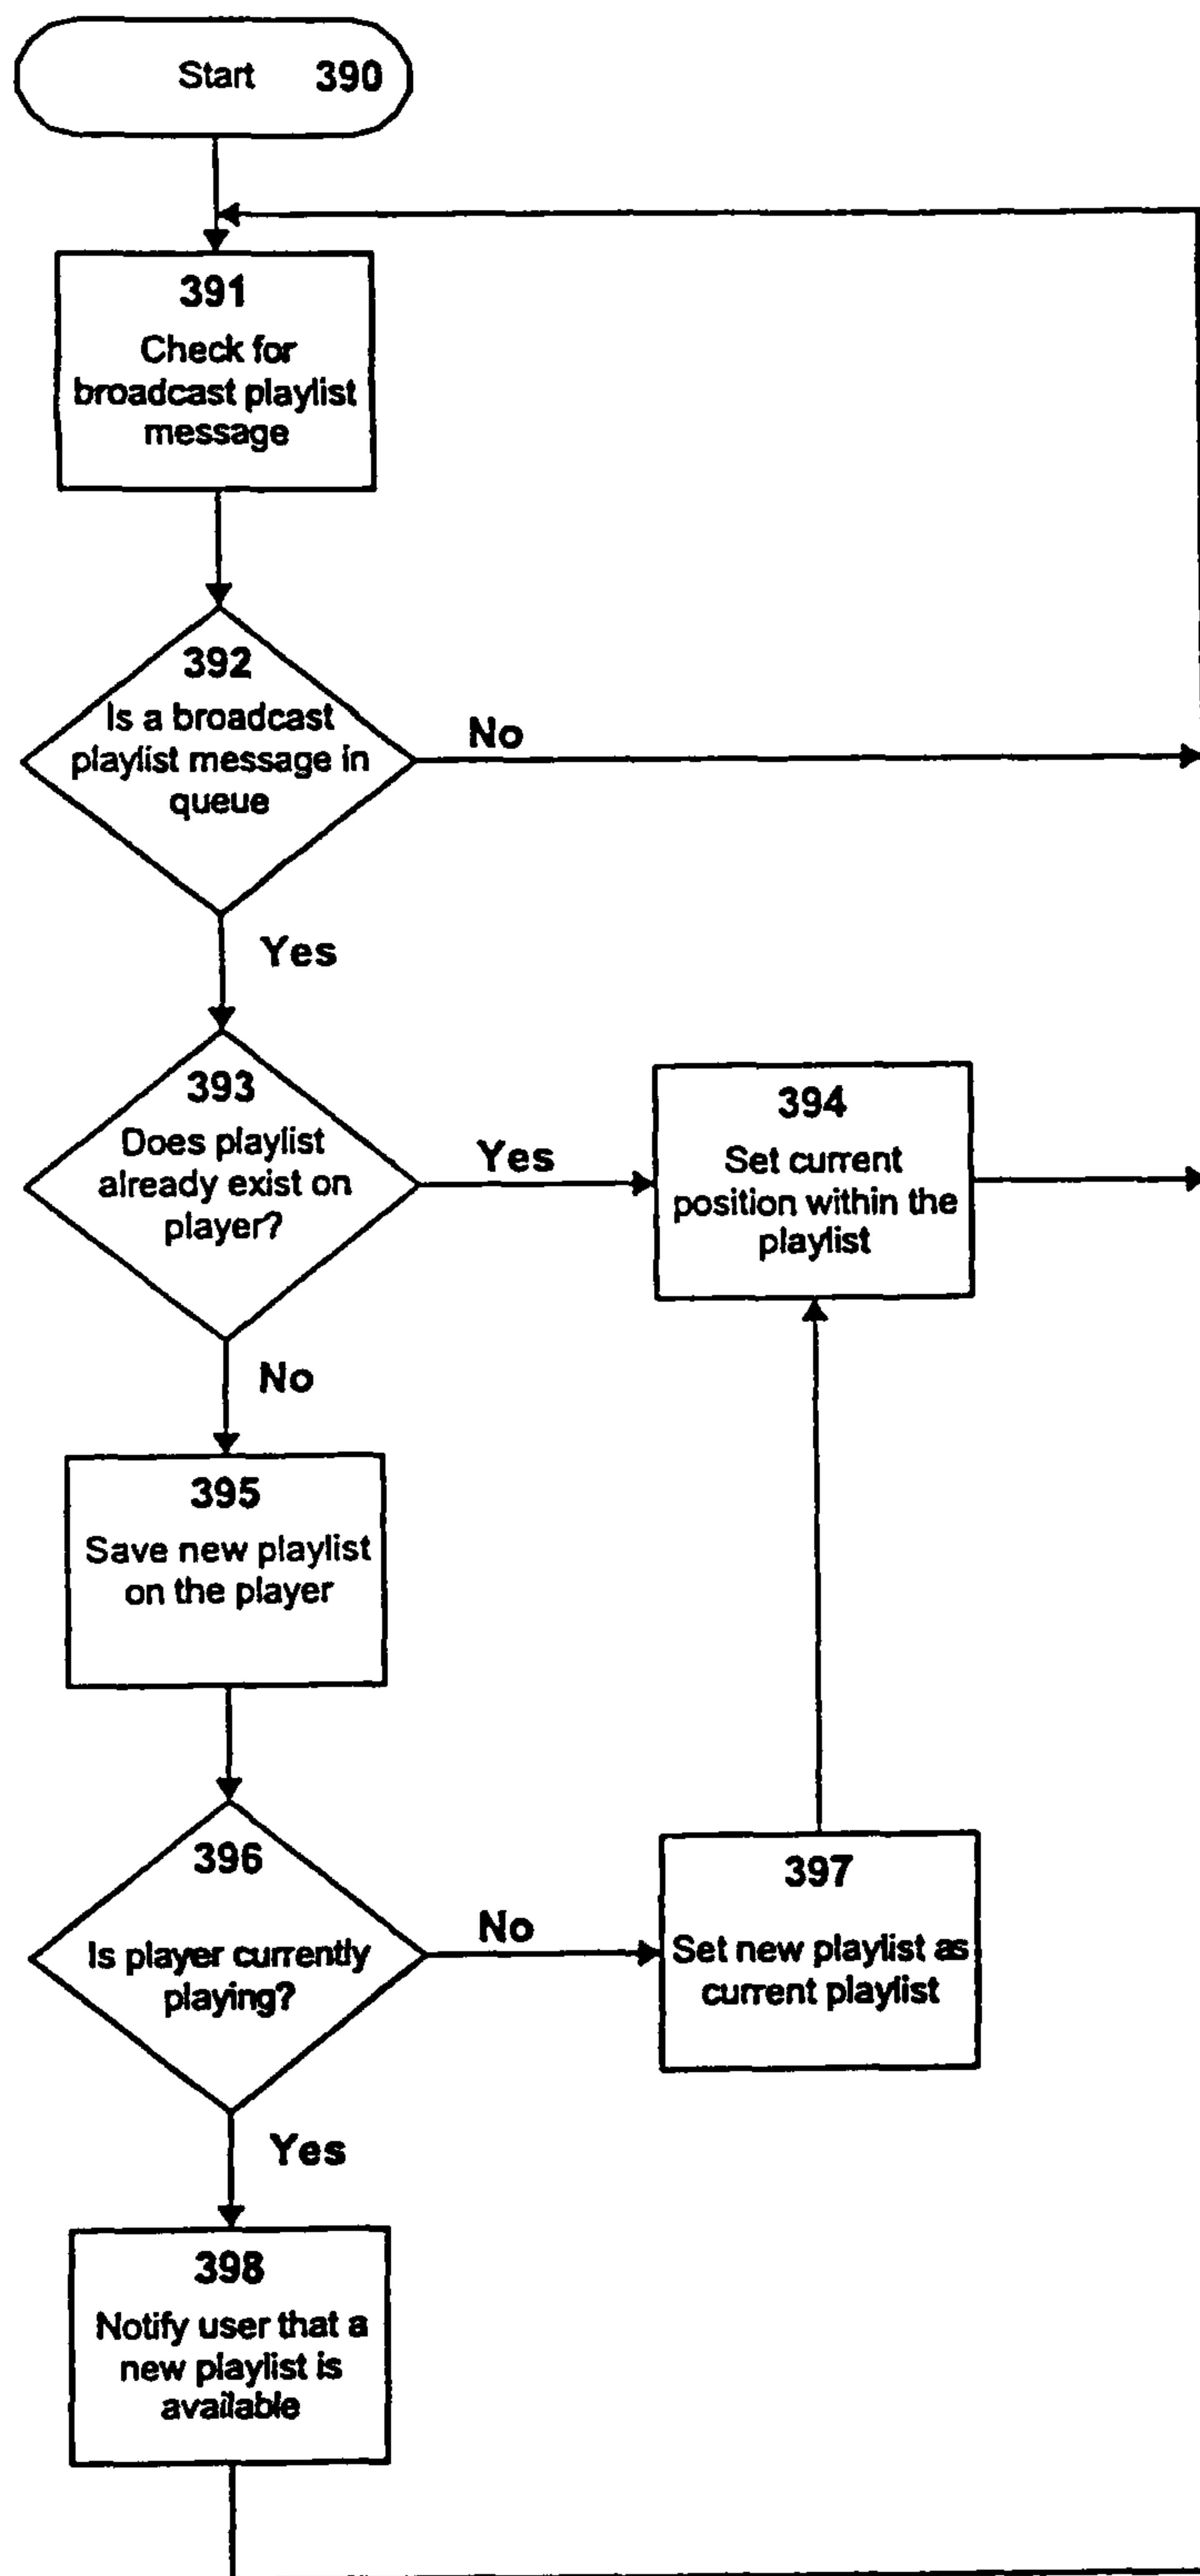 Start 390
391
Check for
broadcast playlist
message
392
Is a broadcast
playlist message in
queue
No
Yes
393
Does playlist
already exist on
player?
Yes
394
Set current
position within the
playlist
No
395
Save new playlist
on the player
396
Is player currently
playing?
No
397
Set new playlist as
current playlist
Yes
398
Notify user that a
new playlist is
available